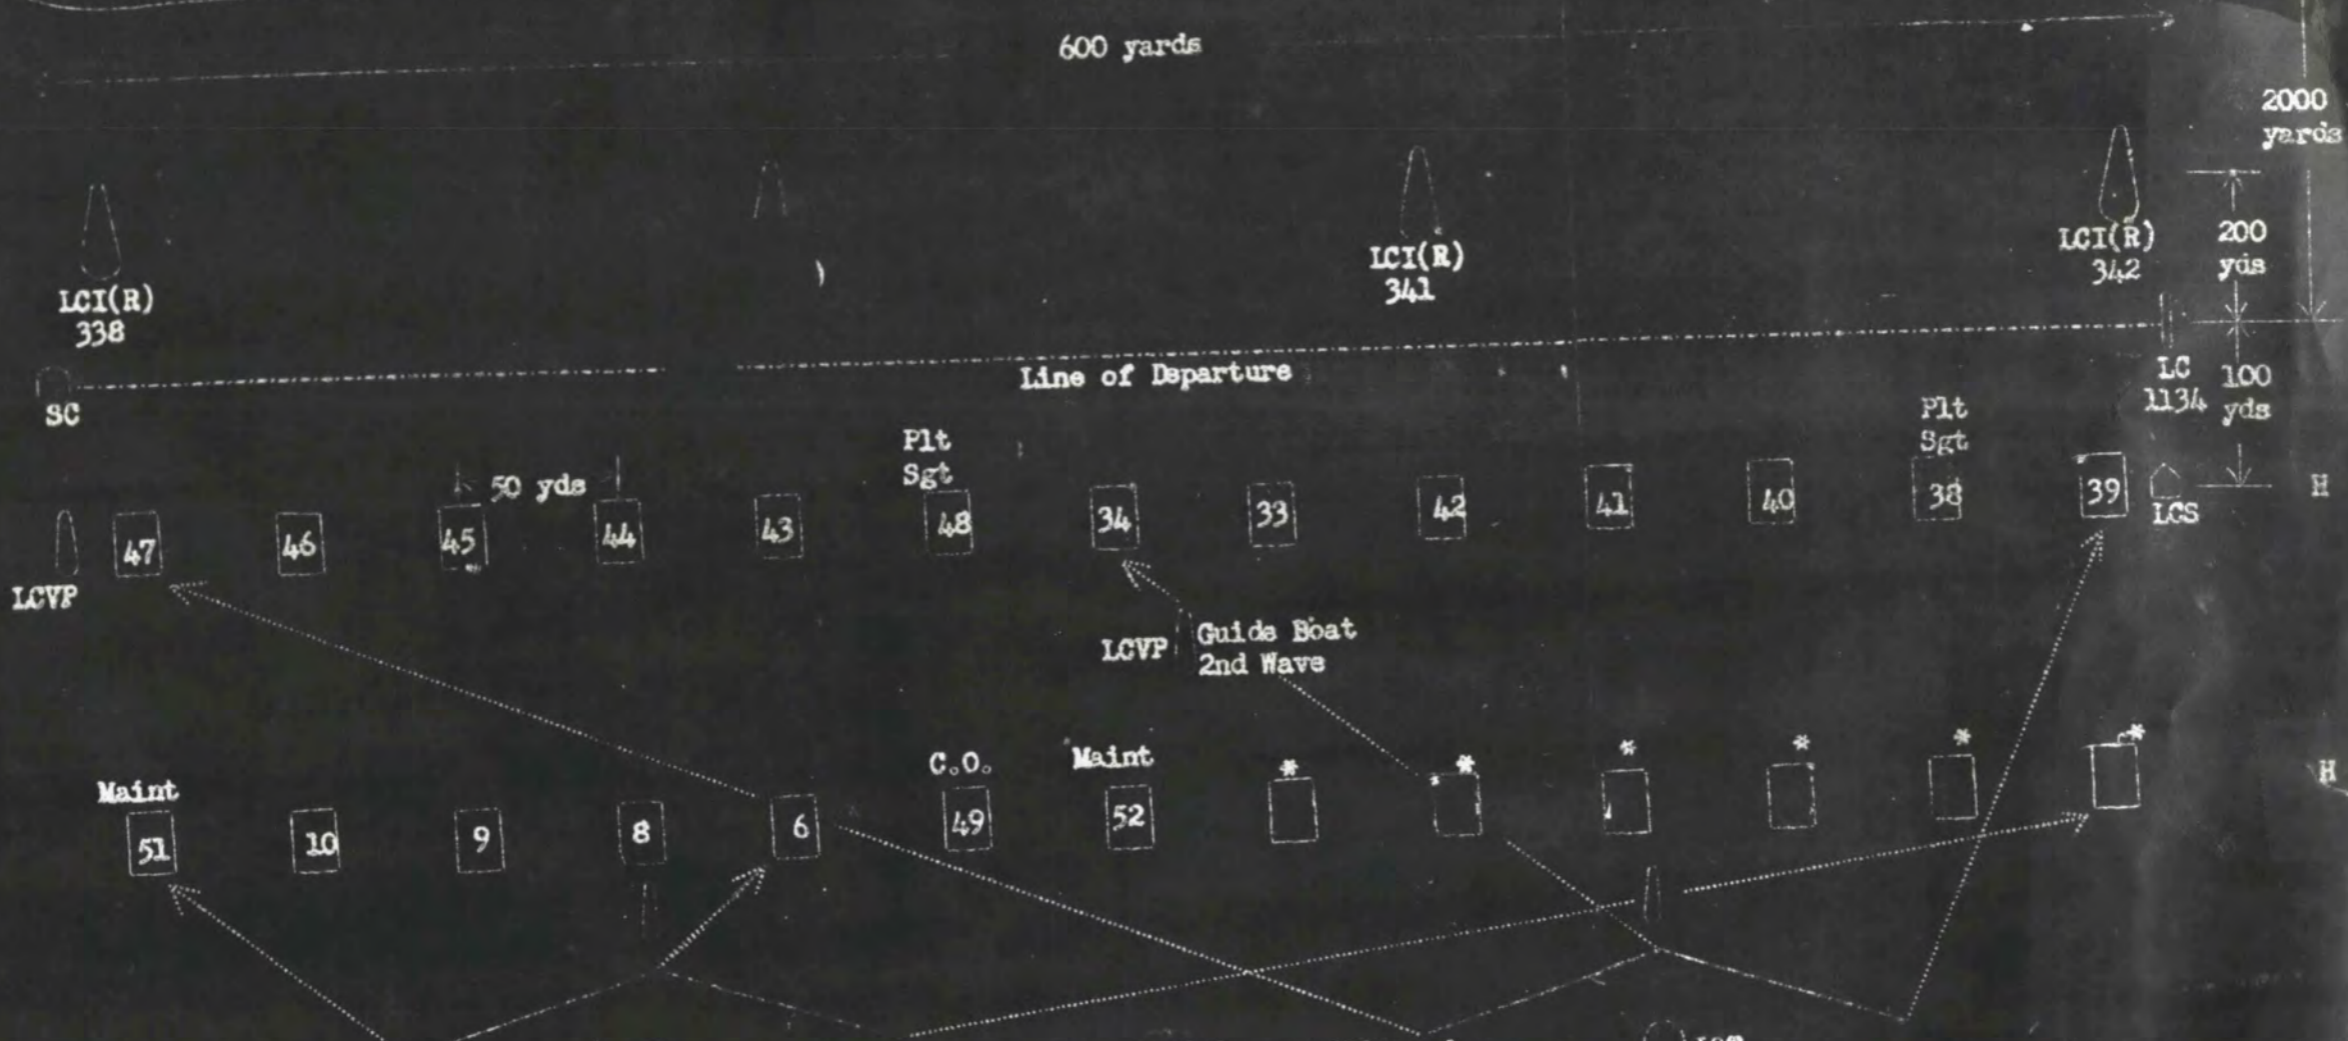 600 yards
2000
yards
LCI(R)
338
LCI(R)
341
LCI(R)
342
200
yds
Line of Departure
SC
LC
1134
100
yds
Plt
Sgt
Plt
Sgt
50 yds
47 46 45 44 43 48 34 33 42 41 40 38 39
H
LCVP
LCS
LCVP
Guide Boat
2nd Wave
Maint
C.O.
Maint
* * * * * *
51 10 9 8 6 49 52
H